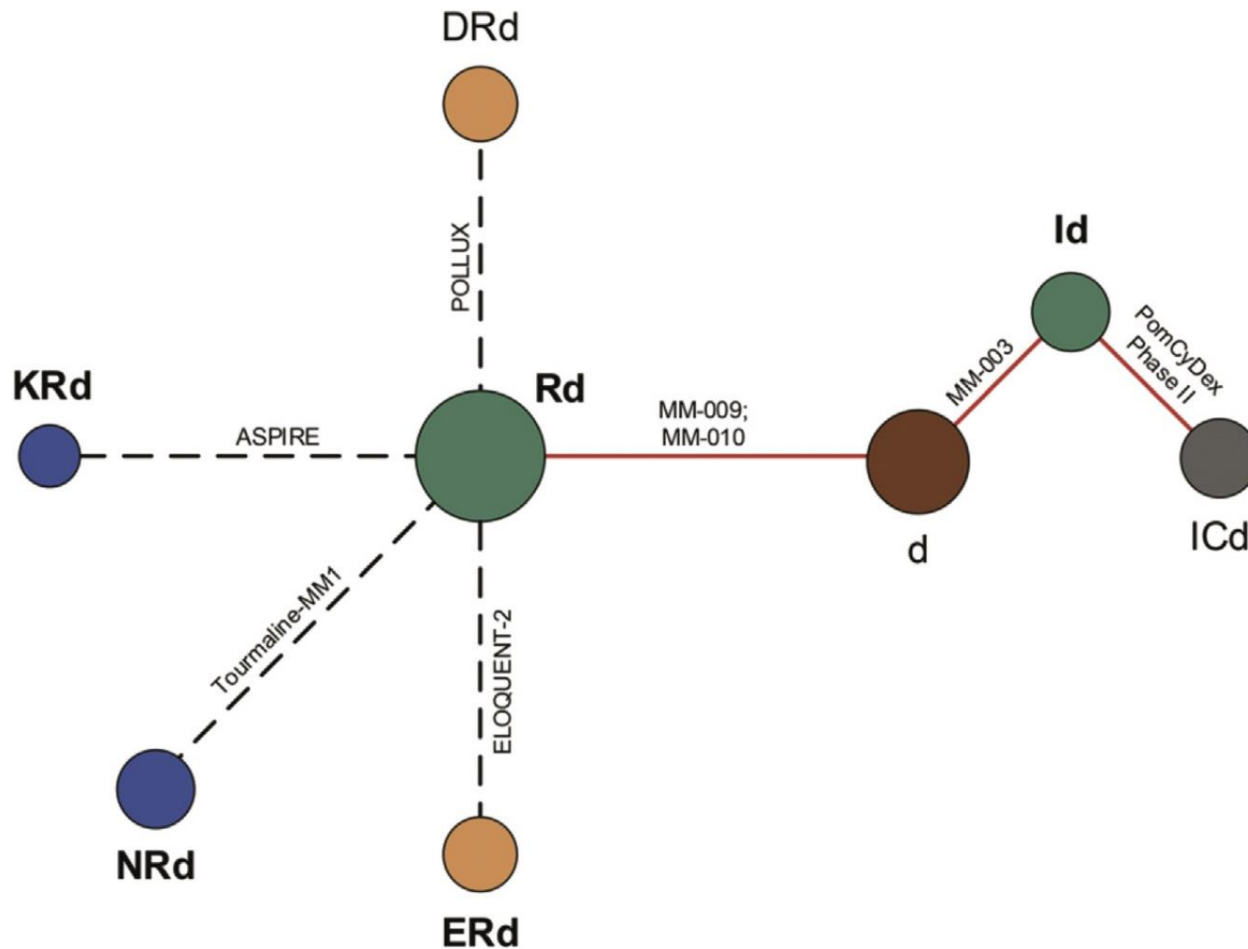 DRd
POLLUX
Id
PomCyDex
Phase II
MM-003
KRd
ASPIRE
Rd
MM-009;
MM-010
d
ICd
Tourmaline-MM1
ELOQUENT-2
NRd
ERd